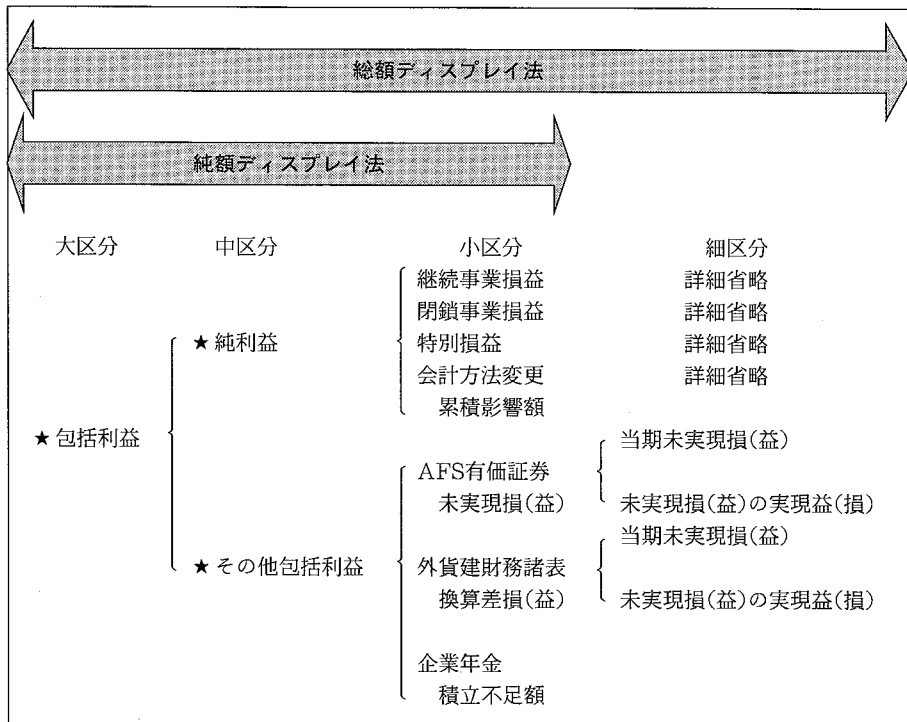 総額ディスプレイ法
純額ディスプレイ法
大区分 中区分 小区分 細区分
継続事業損益 詳細省略
閉鎖事業損益 詳細省略
★純利益 特別損益 詳細省略
会計方法変更 詳細省略
累積影響額
★包括利益 当期未実現損(益)
AFS有価証券
未実現損(益) 未実現損(益)の実現益(損)
当期未実現損(益)
★その他包括利益 外貨建財務諸表
換算差損(益) 未実現損(益)の実現益(損)
企業年金
積立不足額